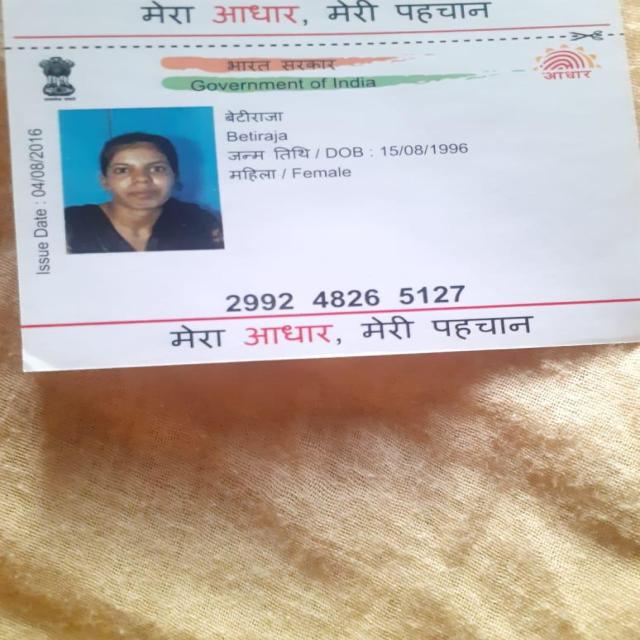 मेरा आधार, मेरी पहचान
भारत सरकार
Government of India
आधार
Issue Date : 04/08/2016
बेटीराजा
Betiraja
जन्म तिथि / DOB : 15/08/1996
महिला / Female
2992 4826 5127
मेरा आधार, मेरी पहचान